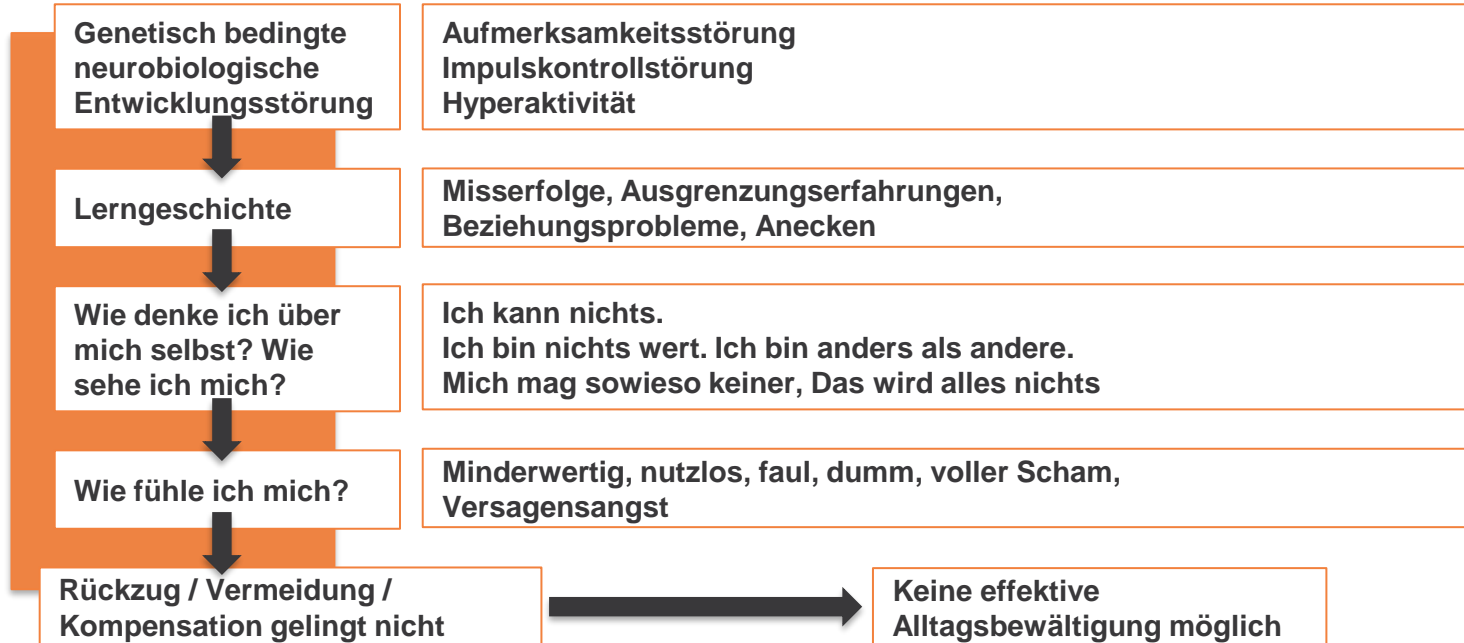 Genetisch bedingte
neurobiologische
Entwicklungsstörung
Aufmerksamkeitsstörung
Impulskontrollstörung
Hyperaktivität
Lerngeschichte
Misserfolge, Ausgrenzungserfahrungen,
Beziehungsprobleme, Anecken
Wie denke ich über
mich selbst? Wie
sehe ich mich?
Ich kann nichts.
Ich bin nichts wert. Ich bin anders als andere.
Mich mag sowieso keiner, Das wird alles nichts
Wie fühle ich mich?
Minderwertig, nutzlos, faul, dumm, voller Scham,
Versagensangst
Rückzug / Vermeidung /
Kompensation gelingt nicht
Keine effektive
Alltagsbewältigung möglich